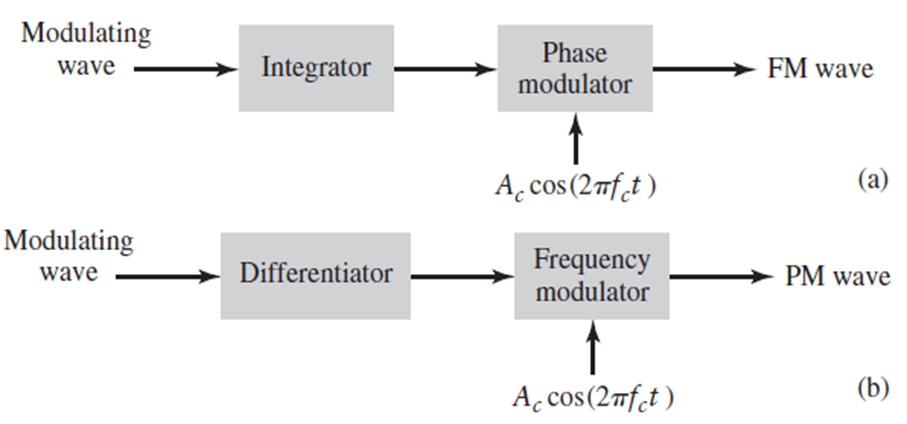 Modulating
wave
Integrator
Phase
modulator
FM wave
A_c cos(2πf_c t)
(a)
Modulating
wave
Differentiator
Frequency
modulator
PM wave
A_c cos(2πf_c t)
(b)